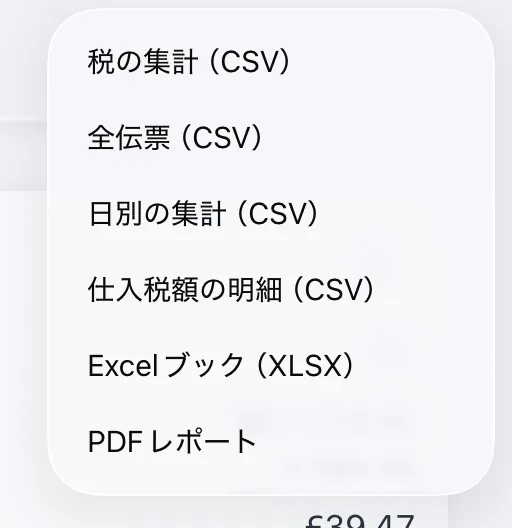 税の集計 (CSV)
全伝票 (CSV)
日別の集計 (CSV)
仕入税額の明細 (CSV)
Excelブック (XLSX)
PDFレポート
£39.47